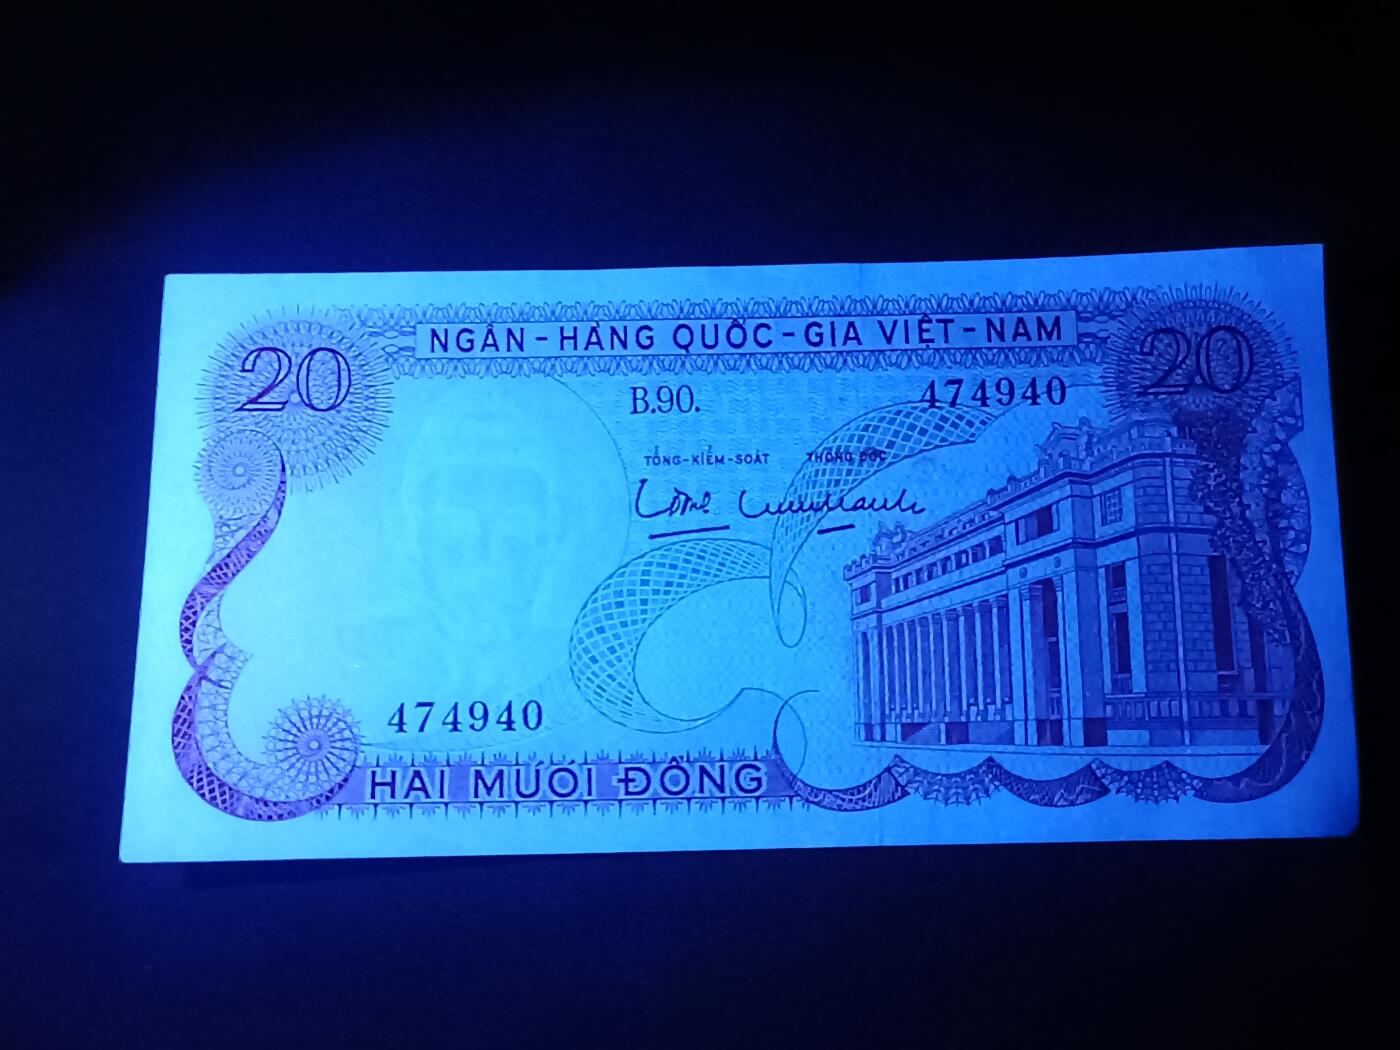 20 NGÂN-HÀNG QUỐC-GIA VIỆT-NAM 20
B.90. 474940
TỔNG-KIỂM-SOÁT THỐNG ĐỐC
474940
HAI MƯƠI ĐỒNG